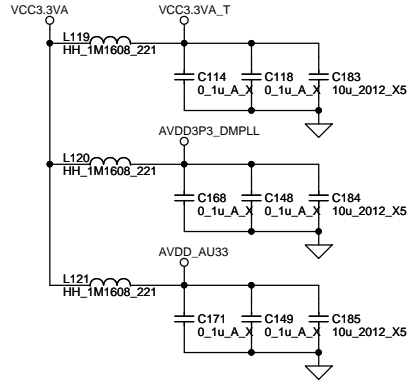 VCC3.3VA
VCC3.3VA_T
L119
HH_1M1608_221
C114
0_1u_A_X
C118
0_1u_A_X
C183
10u_2012_X5
AVDD3P3_DMPLL
L120
HH_1M1608_221
C168
0_1u_A_X
C148
0_1u_A_X
C184
10u_2012_X5
AVDD_AU33
L121
HH_1M1608_221
C171
0_1u_A_X
C149
0_1u_A_X
C185
10u_2012_X5